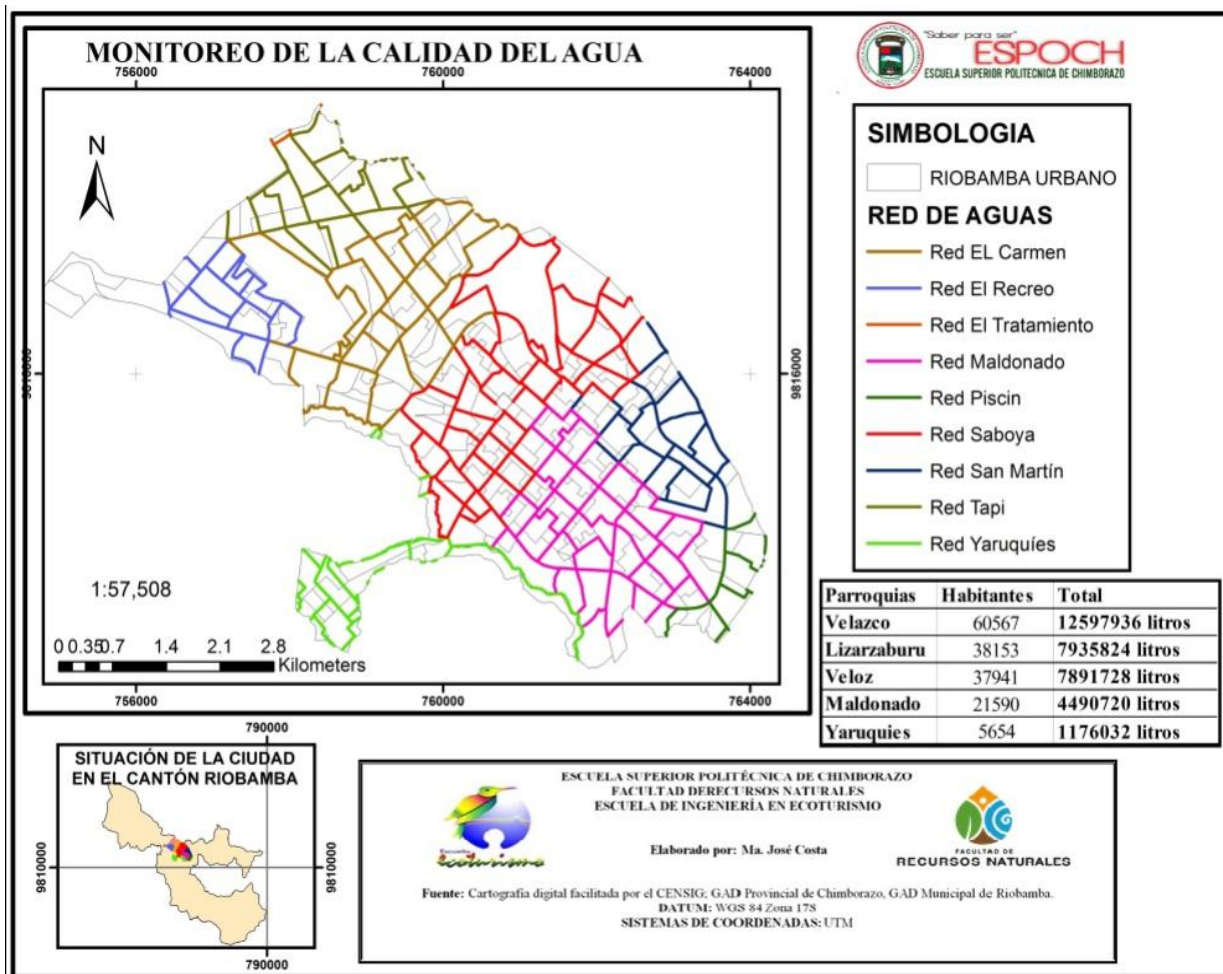 MONITOREO DE LA CALIDAD DEL AGUA
756000
760000
764000
N
9816000
1:57,508
0 0.35 0.7 1.4 2.1 2.8
Kilometers
756000
760000
764000
"Saber para ser"
ESPOCH
ESCUELA SUPERIOR POLITECNICA DE CHIMBORAZO
SIMBOLOGIA
RIOBAMBA URBANO
RED DE AGUAS
Red EL Carmen
Red El Recreo
Red El Tratamiento
Red Maldonado
Red Piscin
Red Saboya
Red San Martín
Red Tapi
Red Yaruquíes
Parroquias Habitantes Total
Velazco 60567 12597936 litros
Lizarzaburu 38153 7935824 litros
Veloz 37941 7891728 litros
Maldonado 21590 4490720 litros
Yaruquies 5654 1176032 litros
790000
SITUACIÓN DE LA CIUDAD
EN EL CANTÓN RIOBAMBA
9810000
9810000
790000
ESCUELA SUPERIOR POLITÉCNICA DE CHIMBORAZO
FACULTAD DERECURSOS NATURALES
ESCUELA DE INGENIERÍA EN ECOTURISMO
Escuela
ecoturismo
Elaborado por: Ma. José Costa
FACULTAD DE
RECURSOS NATURALES
Fuente: Cartografía digital facilitada por el CENSIG; GAD Provincial de Chimborazo, GAD Municipal de Riobamba.
DATUM: WGS 84 Zona 17S
SISTEMAS DE COORDENADAS: UTM